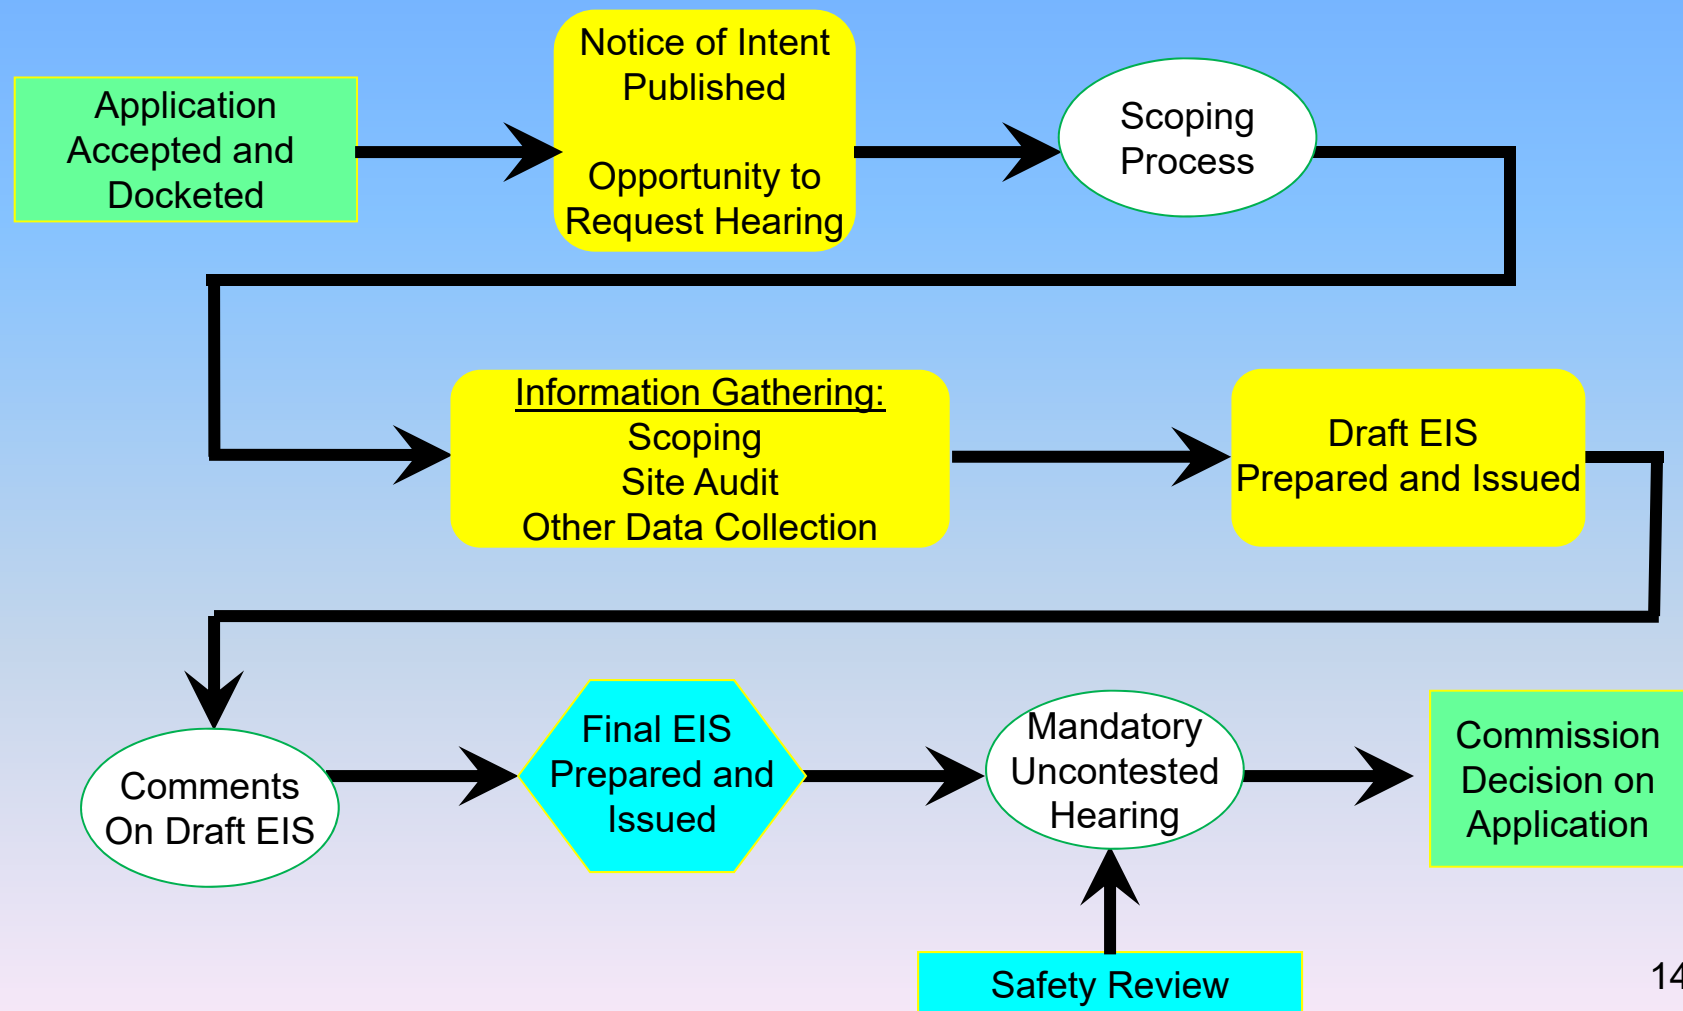 Application
Accepted and
Docketed
Notice of Intent
Published
Opportunity to
Request Hearing
Scoping
Process
Information Gathering:
Scoping
Site Audit
Other Data Collection
Draft EIS
Prepared and Issued
Comments
On Draft EIS
Final EIS
Prepared and
Issued
Mandatory
Uncontested
Hearing
Commission
Decision on
Application
Safety Review
14